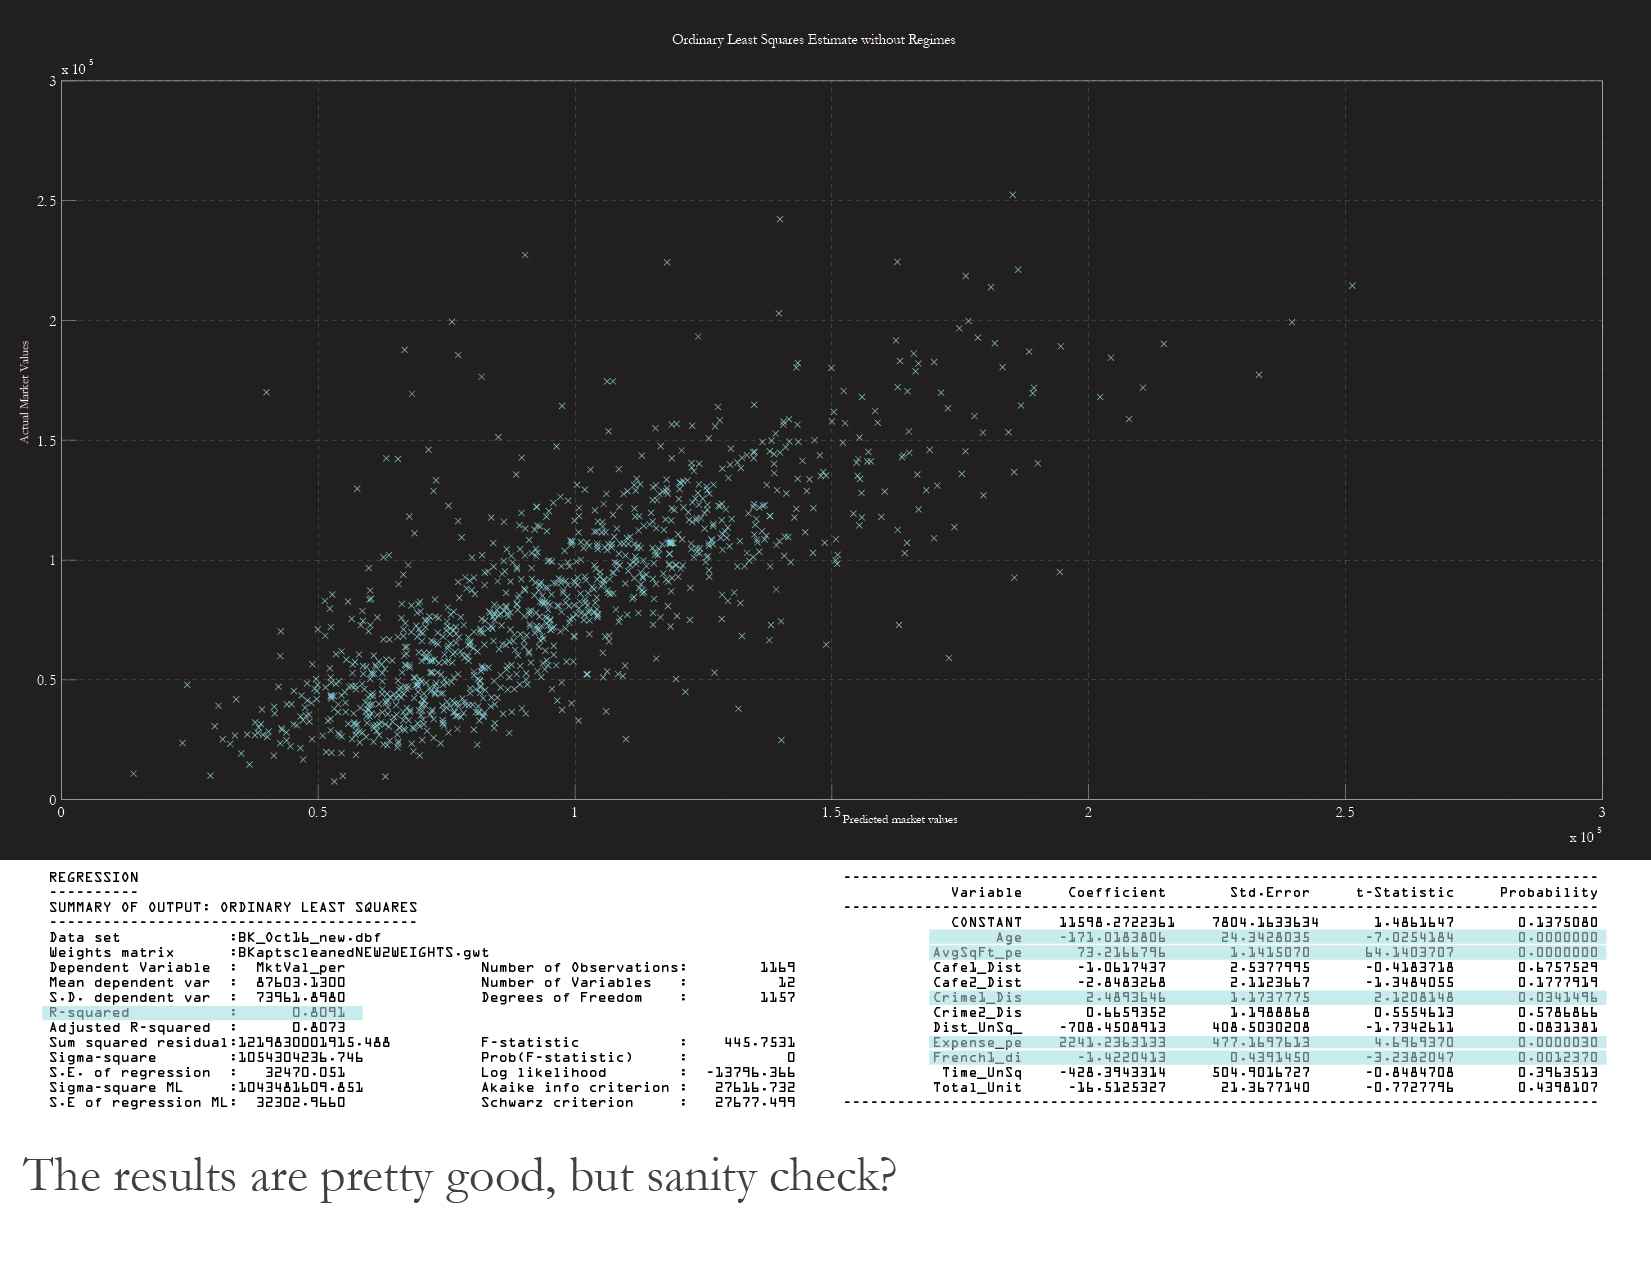 Ordinary Least Squares Estimate without Regimes
x 10 5
3
2.5
2
1.5
1
0.5
0
Actual Market Values
0 0.5 1 1.5 2 2.5 3
Predicted market values
x 10 5
REGRESSION
----------
SUMMARY OF OUTPUT: ORDINARY LEAST SQUARES
-----------------------------------------
Data set :BK_Oct16_new.dbf
Weights matrix :BKaptscleanedNEW2WEIGHTS.gwt
Dependent Variable : MktVal_per Number of Observations: 1169
Mean dependent var : 87603.1300 Number of Variables : 12
S.D. dependent var : 73961.8980 Degrees of Freedom : 1157
R-squared : 0.8091
Adjusted R-squared : 0.8073
Sum squared residual:1219830001915.488 F-statistic : 445.7531
Sigma-square :1054304236.746 Prob(F-statistic) : 0
S.E. of regression : 32470.051 Log likelihood : -13796.366
Sigma-square ML :1043481609.851 Akaike info criterion : 27616.732
S.E of regression ML: 32302.9660 Schwarz criterion : 27677.499
------------------------------------------------------------------------------------
Variable Coefficient Std.Error t-Statistic Probability
------------------------------------------------------------------------------------
CONSTANT 11598.2722361 7804.1633634 1.4861647 0.1375080
Age -171.0183806 24.3428035 -7.0254184 0.0000000
AvgSqFt_pe 73.2166796 1.1415070 64.1403707 0.0000000
Cafe1_Dist -1.0617437 2.5377995 -0.4183718 0.6757529
Cafe2_Dist -2.8483268 2.1123667 -1.3484055 0.1777919
Crime1_Dis 2.4893646 1.1737775 2.1208148 0.0341496
Crime2_Dis 0.6659352 1.1988868 0.5554613 0.5786866
Dist_UnSq_ -708.4508913 408.5030208 -1.7342611 0.0831381
Expense_pe 2241.2363133 477.1697613 4.6969370 0.0000030
French1_di -1.4220413 0.4391450 -3.2382047 0.0012370
Time_UnSq -428.3943314 504.9016727 -0.8484708 0.3963513
Total_Unit -16.5125327 21.3677140 -0.7727796 0.4398107
------------------------------------------------------------------------------------
The results are pretty good, but sanity check?